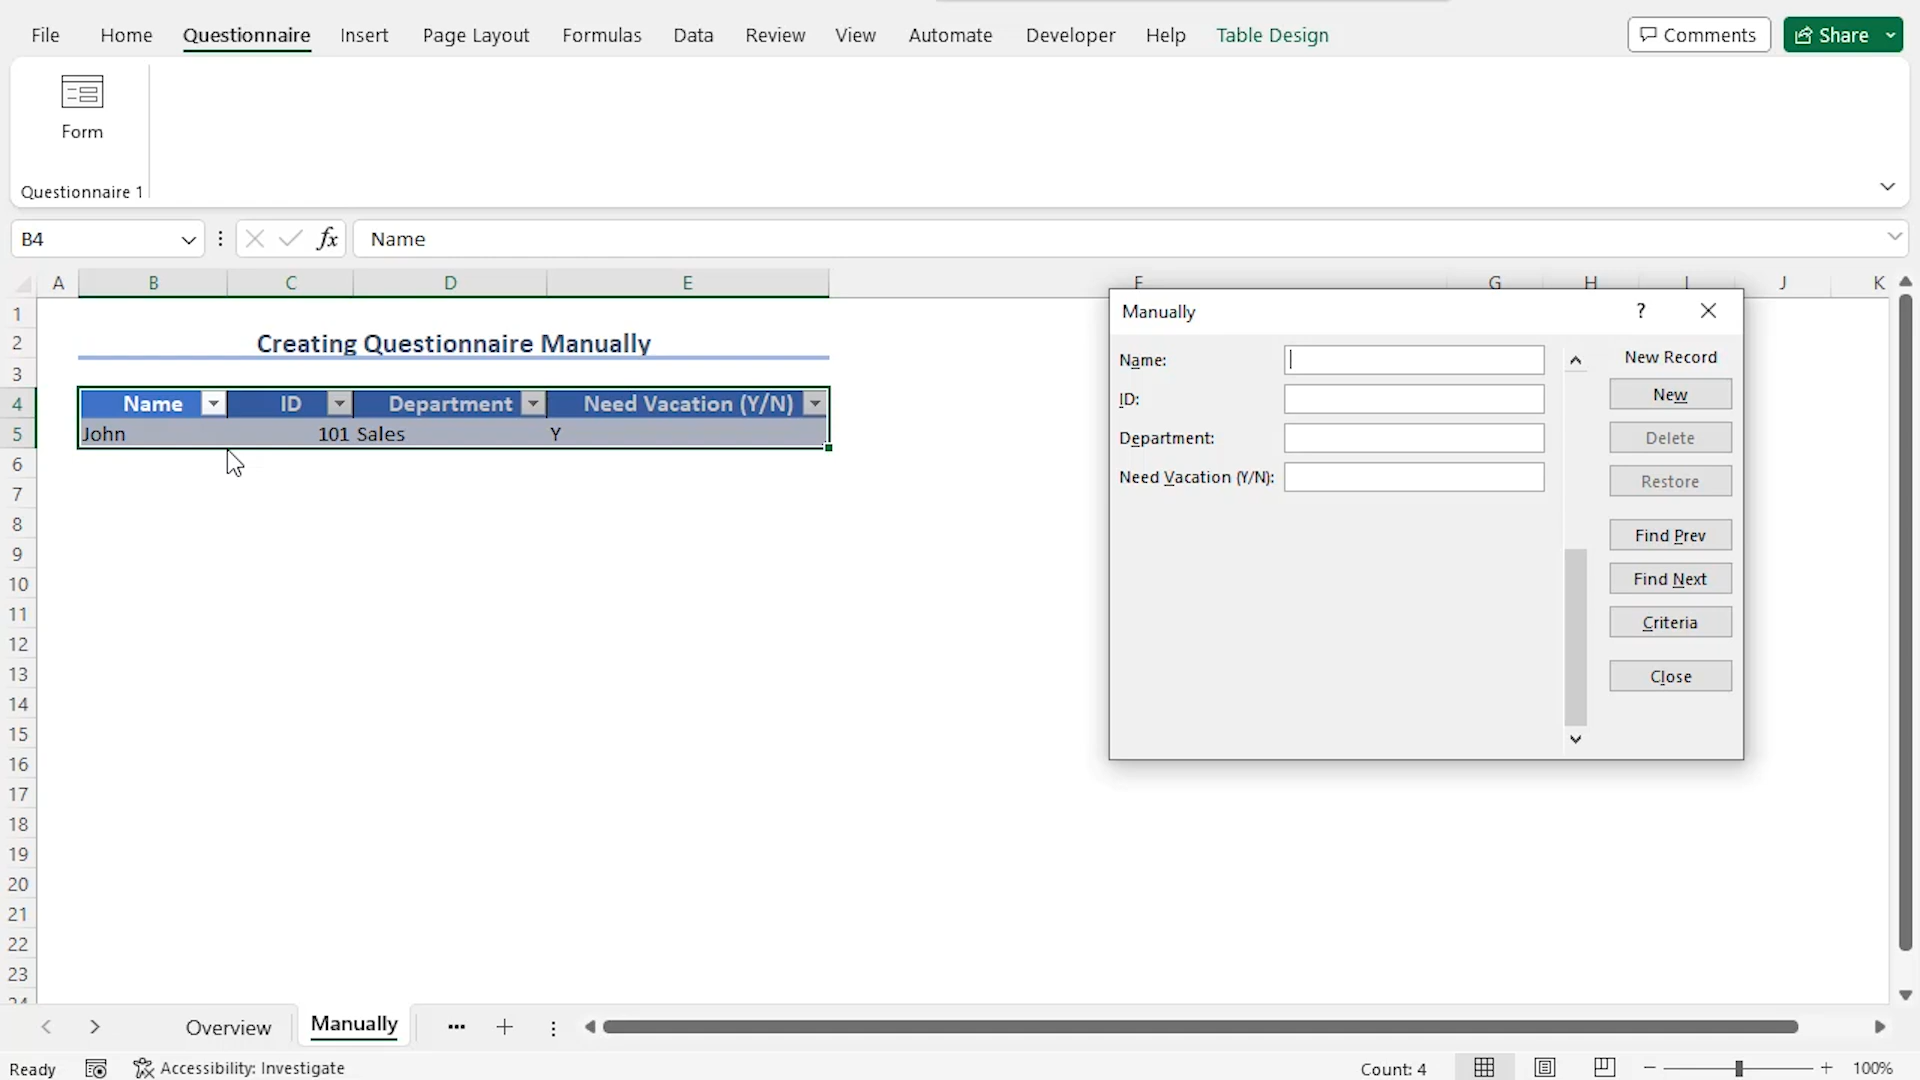 File Home Questionnaire Insert Page Layout Formulas Data Review View Automate Developer Help Table Design Comments Share
Form
Questionnaire 1
B4 fx Name
A B C D E F G H I J K
1
2 Creating Questionnaire Manually
3
4 Name ID Department Need Vacation (Y/N)
5 John 101 Sales Y
6
7
8
9
10
11
12
13
14
15
16
17
18
19
20
21
22
23
24
Manually ? 
Name: New Record
New
ID:
Department: Delete
Need Vacation (Y/N): Restore
Find Prev
Find Next
Criteria
Close
Overview Manually ...
Ready Accessibility: Investigate Count: 4 100%